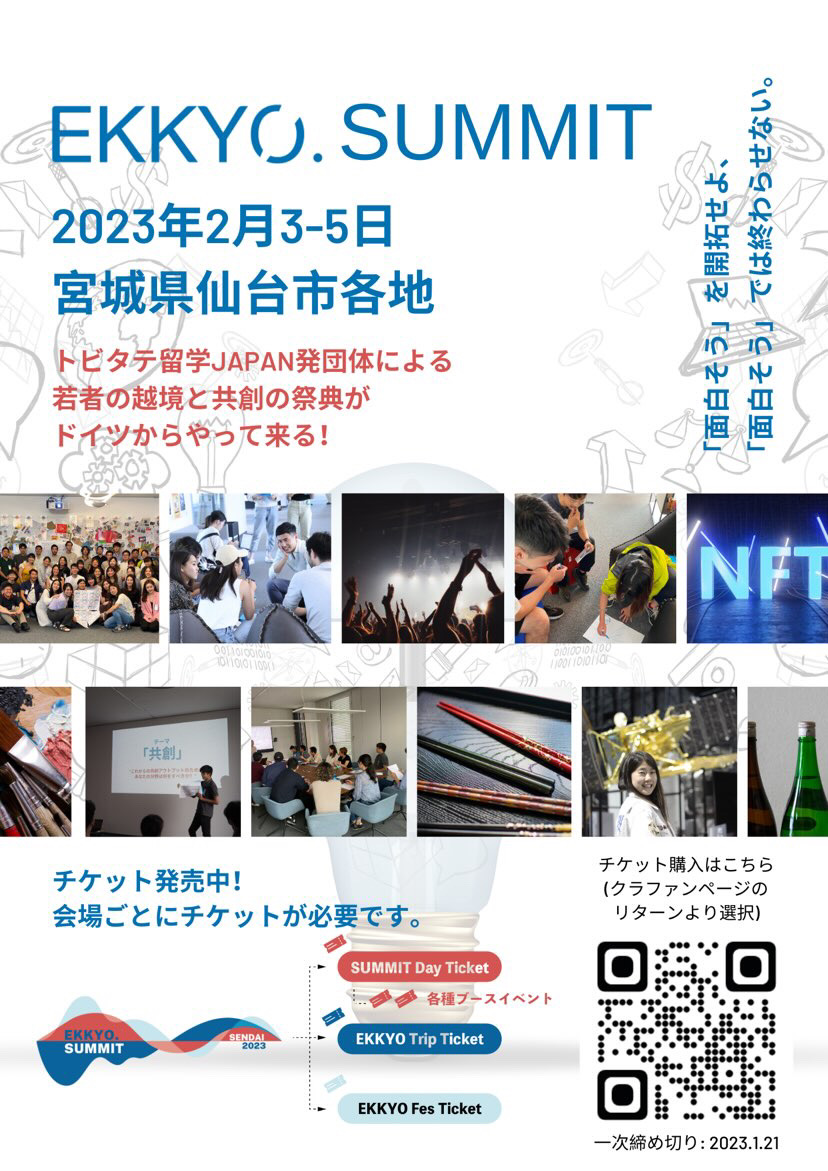 EKKYO. SUMMIT
2023年2月3-5日
宮城県仙台市各地
「面白そう」を開拓せよ、
「面白そう」では終わらせない。
トビタテ留学JAPAN発団体による
若者の越境と共創の祭典が
ドイツからやって来る！
NFT
テーマ
「共創」
チケット発売中！
会場ごとにチケットが必要です。
チケット購入はこちら
(クラファンページの
リターンより選択)
SUMMIT Day Ticket
各種ブースイベント
EKKYO.
SUMMIT
SENDAI
2023
EKKYO Trip Ticket
EKKYO Fes Ticket
一次締め切り: 2023.1.21